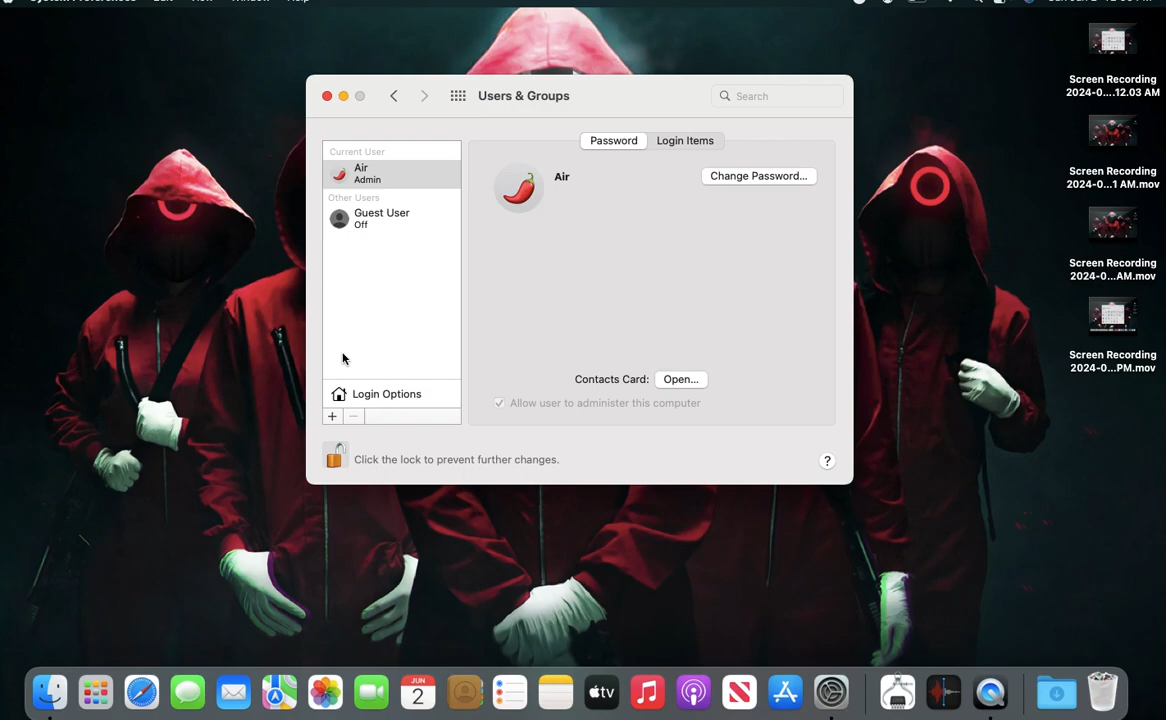 Users & Groups
Search
Password
Login Items
Current User
Air
Admin
Other Users
Guest User
Off
Air
Change Password...
Contacts Card:
Open...
Allow user to administer this computer
Login Options
+
−
Click the lock to prevent further changes.
?
Screen Recording
2024-0....12.03 AM
Screen Recording
2024-0...1 AM.mov
Screen Recording
2024-0...AM.mov
Screen Recording
2024-0...PM.mov
JUN
2
tv